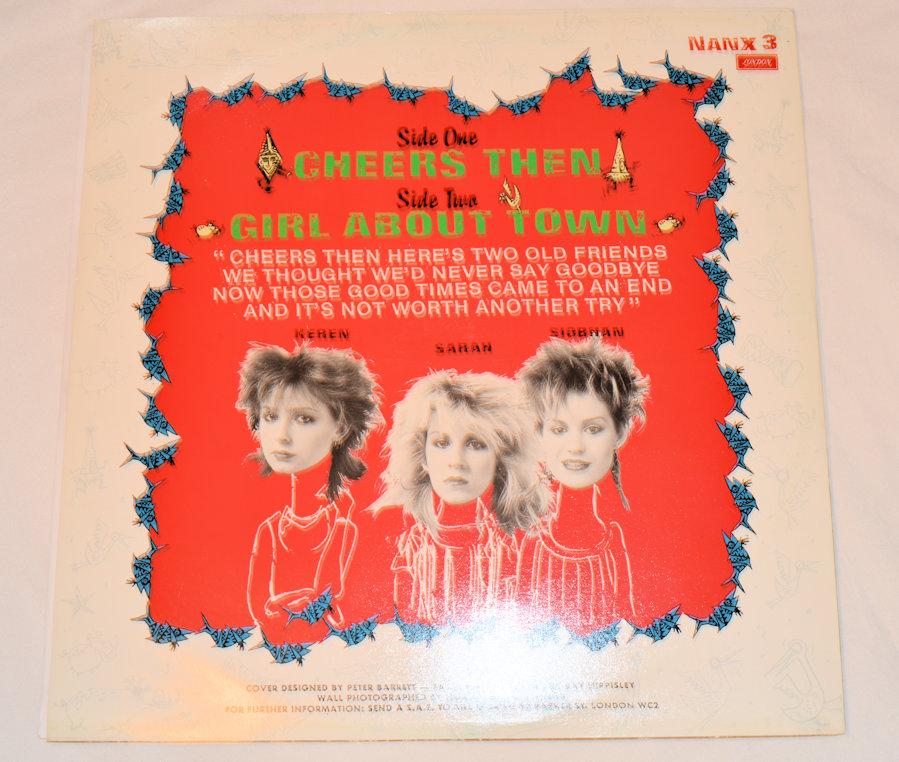 NANX 3
LONDON
Side One
CHEERS THEN
Side Two
GIRL ABOUT TOWN
“ CHEERS THEN HERE'S TWO OLD FRIENDS
WE THOUGHT WE'D NEVER SAY GOODBYE
NOW THOSE GOOD TIMES CAME TO AN END
AND IT'S NOT WORTH ANOTHER TRY ”
KEREN
SARAH
SIOBHAN
COVER DESIGNED BY PETER BARRETT —
WALL PHOTOGRAPHED BY
FOR FURTHER INFORMATION: SEND A S.A.E. TO ST, LONDON WC2